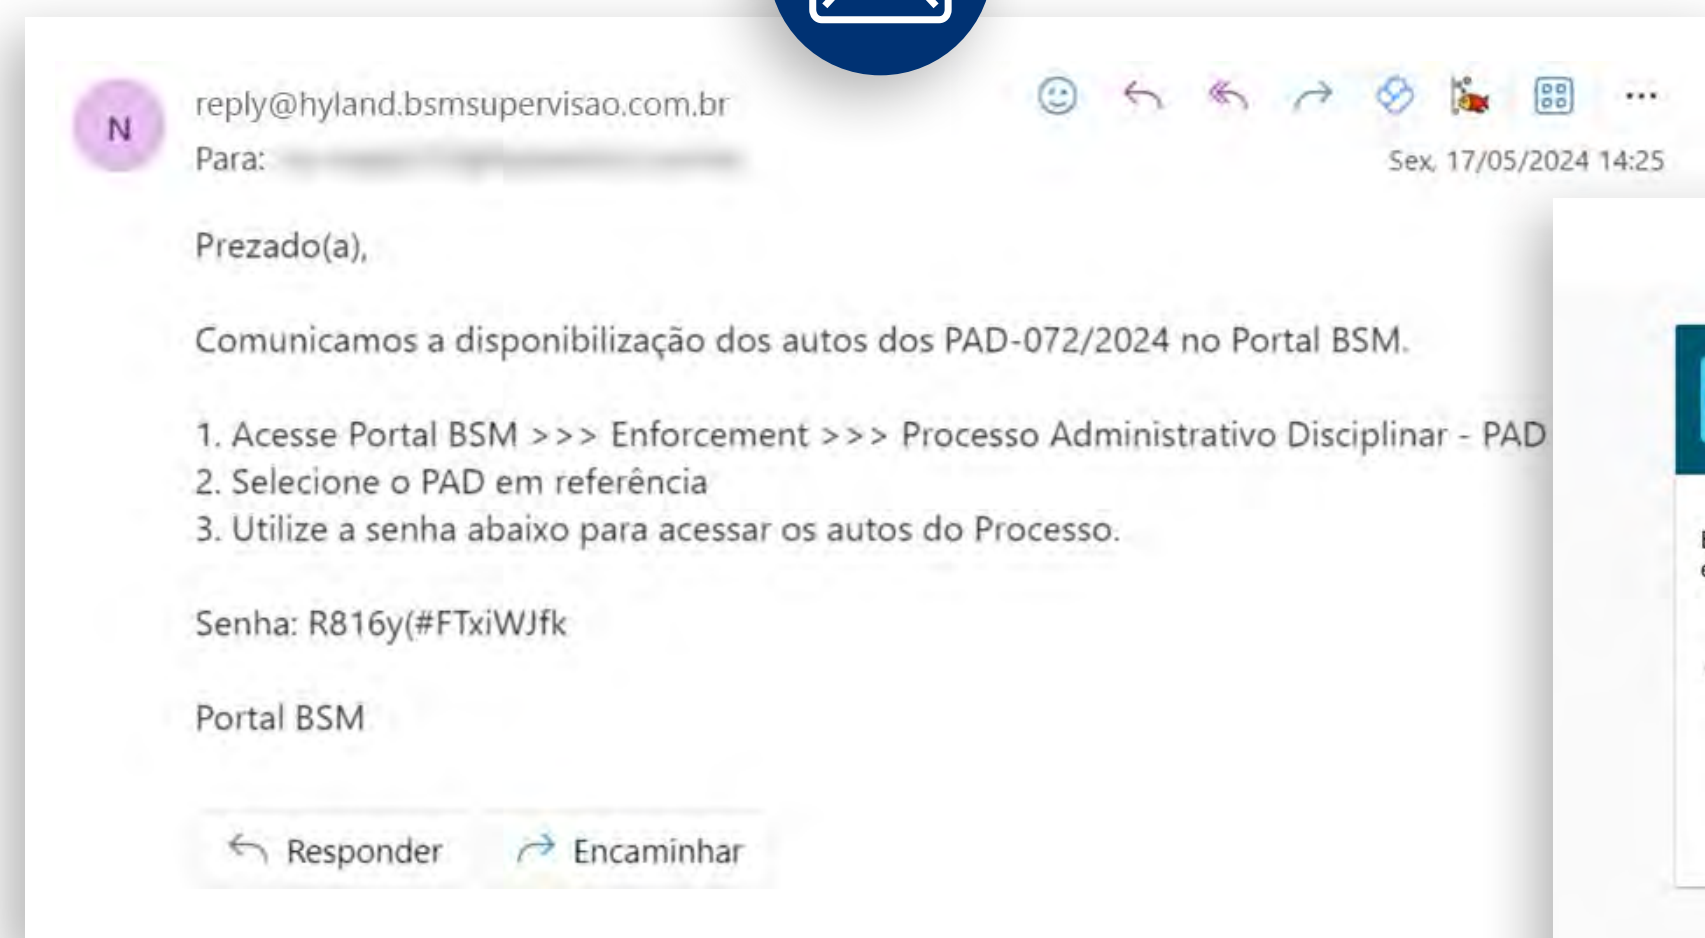 N
reply@hyland.bsmsupervisao.com.br
Para:
Sex, 17/05/2024 14:25
Prezado(a),
Comunicamos a disponibilização dos autos dos PAD-072/2024 no Portal BSM.
1. Acesse Portal BSM >>> Enforcement >>> Processo Administrativo Disciplinar - PAD
2. Selecione o PAD em referência
3. Utilize a senha abaixo para acessar os autos do Processo.
Senha: R816y(#FTxiWJfk
Portal BSM
Responder
Encaminhar